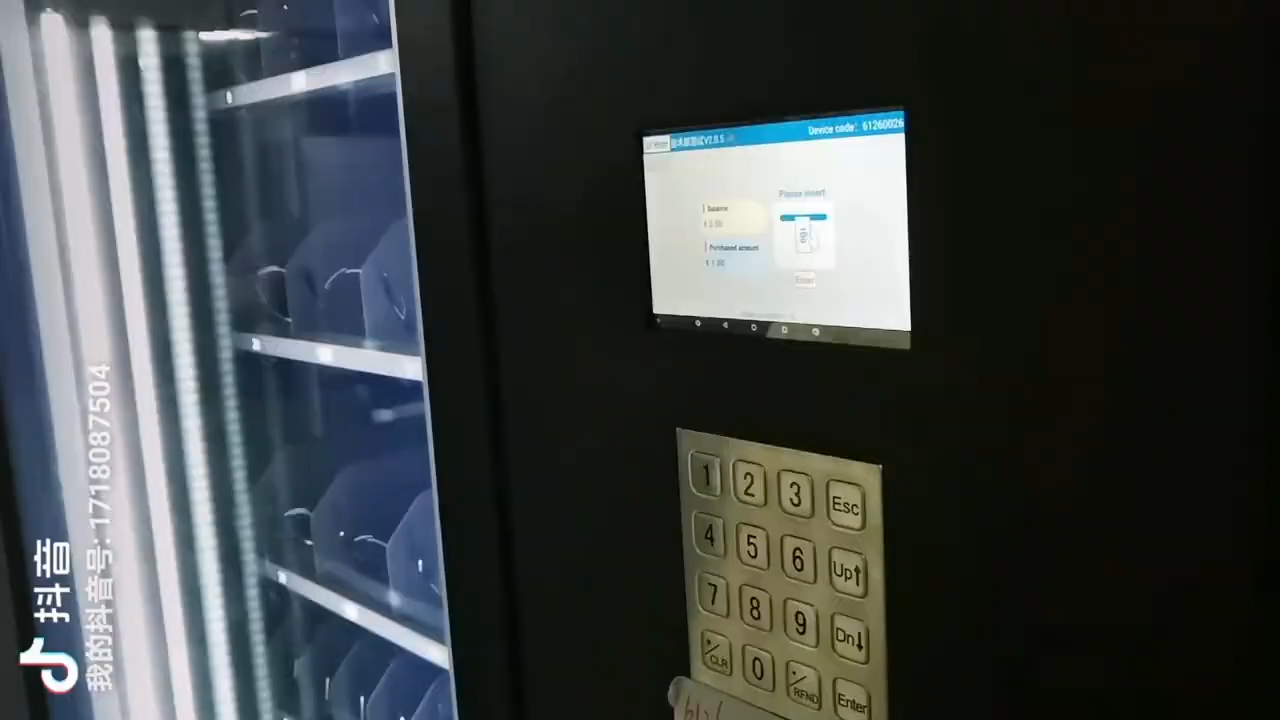 Device code: 61260026
Please insert
Balance
Purchased amount
1 2 3 Esc
4 5 6 Up↑
7 8 9 Dn↓
CLR 0 RFND Enter
抖音
我的抖音号:1718087504